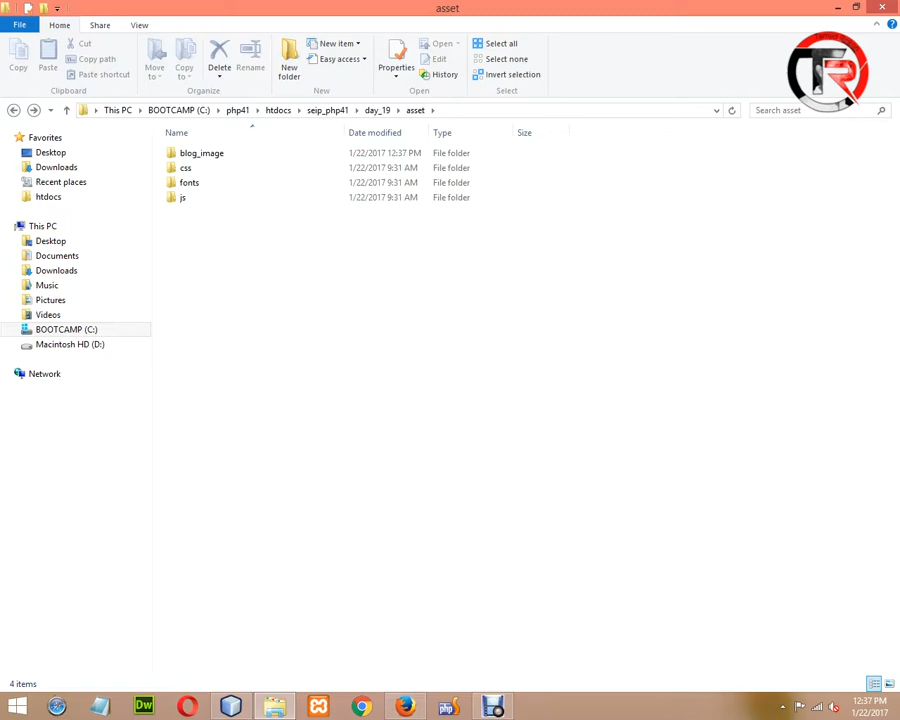 asset
File Home Share View
Copy Paste Cut Copy path Paste shortcut Move to Copy to Delete Rename New folder New item Easy access Properties Open Edit History Select all Select none Invert selection
Clipboard Organize New Open Select
This PC BOOTCAMP (C:) php41 htdocs seip_php41 day_19 asset Search asset
Name Date modified Type Size
Favorites
Desktop
Downloads
Recent places
htdocs
This PC
Desktop
Documents
Downloads
Music
Pictures
Videos
BOOTCAMP (C:)
Macintosh HD (D:)
Network
blog_image 1/22/2017 12:37 PM File folder
css 1/22/2017 9:31 AM File folder
fonts 1/22/2017 9:31 AM File folder
js 1/22/2017 9:31 AM File folder
4 items
Dw
php
12:37 PM
1/22/2017